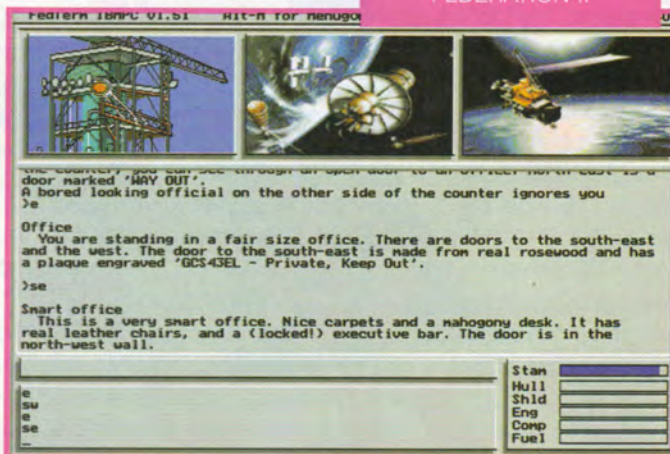 FEDERATION II
FedTerm IBMPC V1.51 Alt-M for Menu
door marked 'WAY OUT'.
A bored looking official on the other side of the counter ignores you
>e
Office
You are standing in a fair size office. There are doors to the south-east
and the west. The door to the south-east is made from real rosewood and has
a plaque engraved 'GCS43EL - Private, Keep Out'.
>se
Smart office
This is a very smart office. Nice carpets and a mahogony desk. It has
real leather chairs, and a (locked!) executive bar. The door is in the
north-west wall.
e
sw
e
se
_
Stam
Hull
Shld
Eng
Comp
Fuel